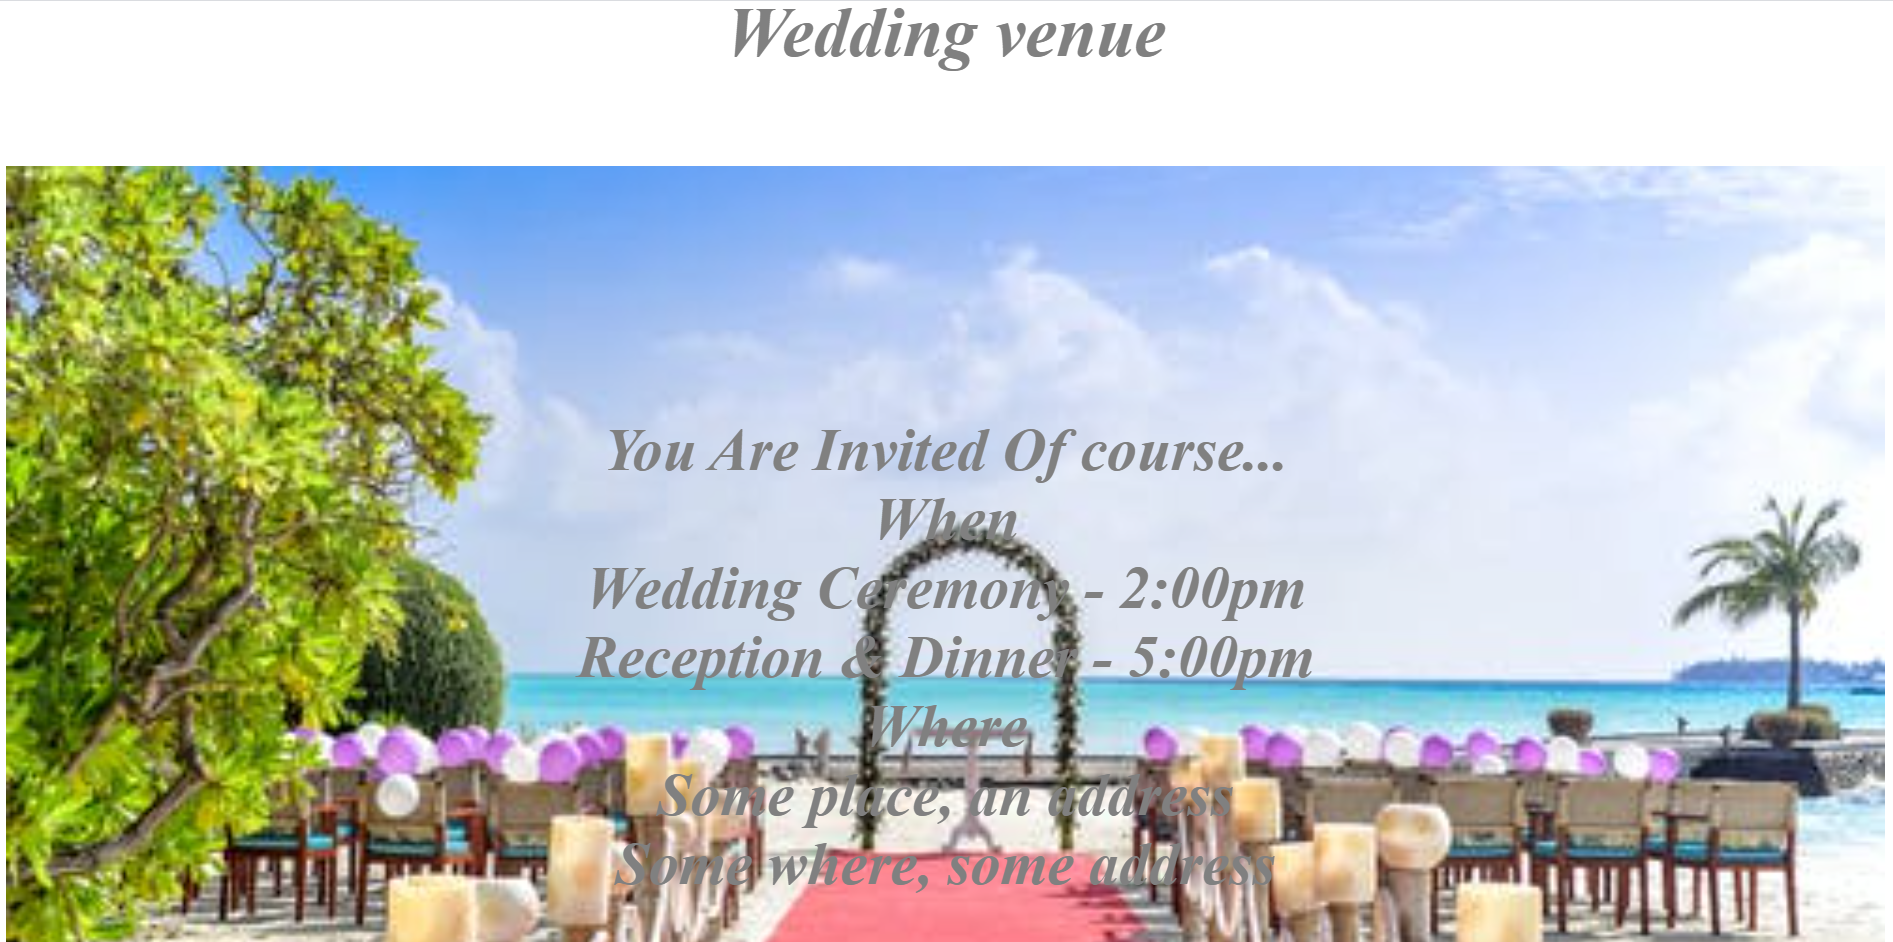 Wedding venue
You Are Invited Of course...
When
Wedding Ceremony - 2:00pm
Reception & Dinner - 5:00pm
Where
Some place, an address
Some where, some address